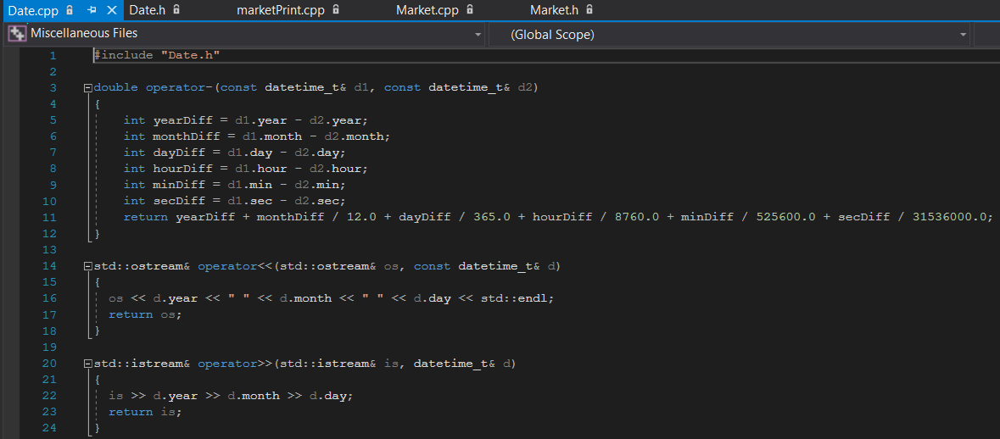 Date.cpp Date.h marketPrint.cpp Market.cpp Market.h
Miscellaneous Files (Global Scope)
1 #include "Date.h"
2
3 double operator-(const datetime_t& d1, const datetime_t& d2)
4 {
5 int yearDiff = d1.year - d2.year;
6 int monthDiff = d1.month - d2.month;
7 int dayDiff = d1.day - d2.day;
8 int hourDiff = d1.hour - d2.hour;
9 int minDiff = d1.min - d2.min;
10 int secDiff = d1.sec - d2.sec;
11 return yearDiff + monthDiff / 12.0 + dayDiff / 365.0 + hourDiff / 8760.0 + minDiff / 525600.0 + secDiff / 31536000.0;
12 }
13
14 std::ostream& operator<<(std::ostream& os, const datetime_t& d)
15 {
16 os << d.year << " " << d.month << " " << d.day << std::endl;
17 return os;
18 }
19
20 std::istream& operator>>(std::istream& is, datetime_t& d)
21 {
22 is >> d.year >> d.month >> d.day;
23 return is;
24 }